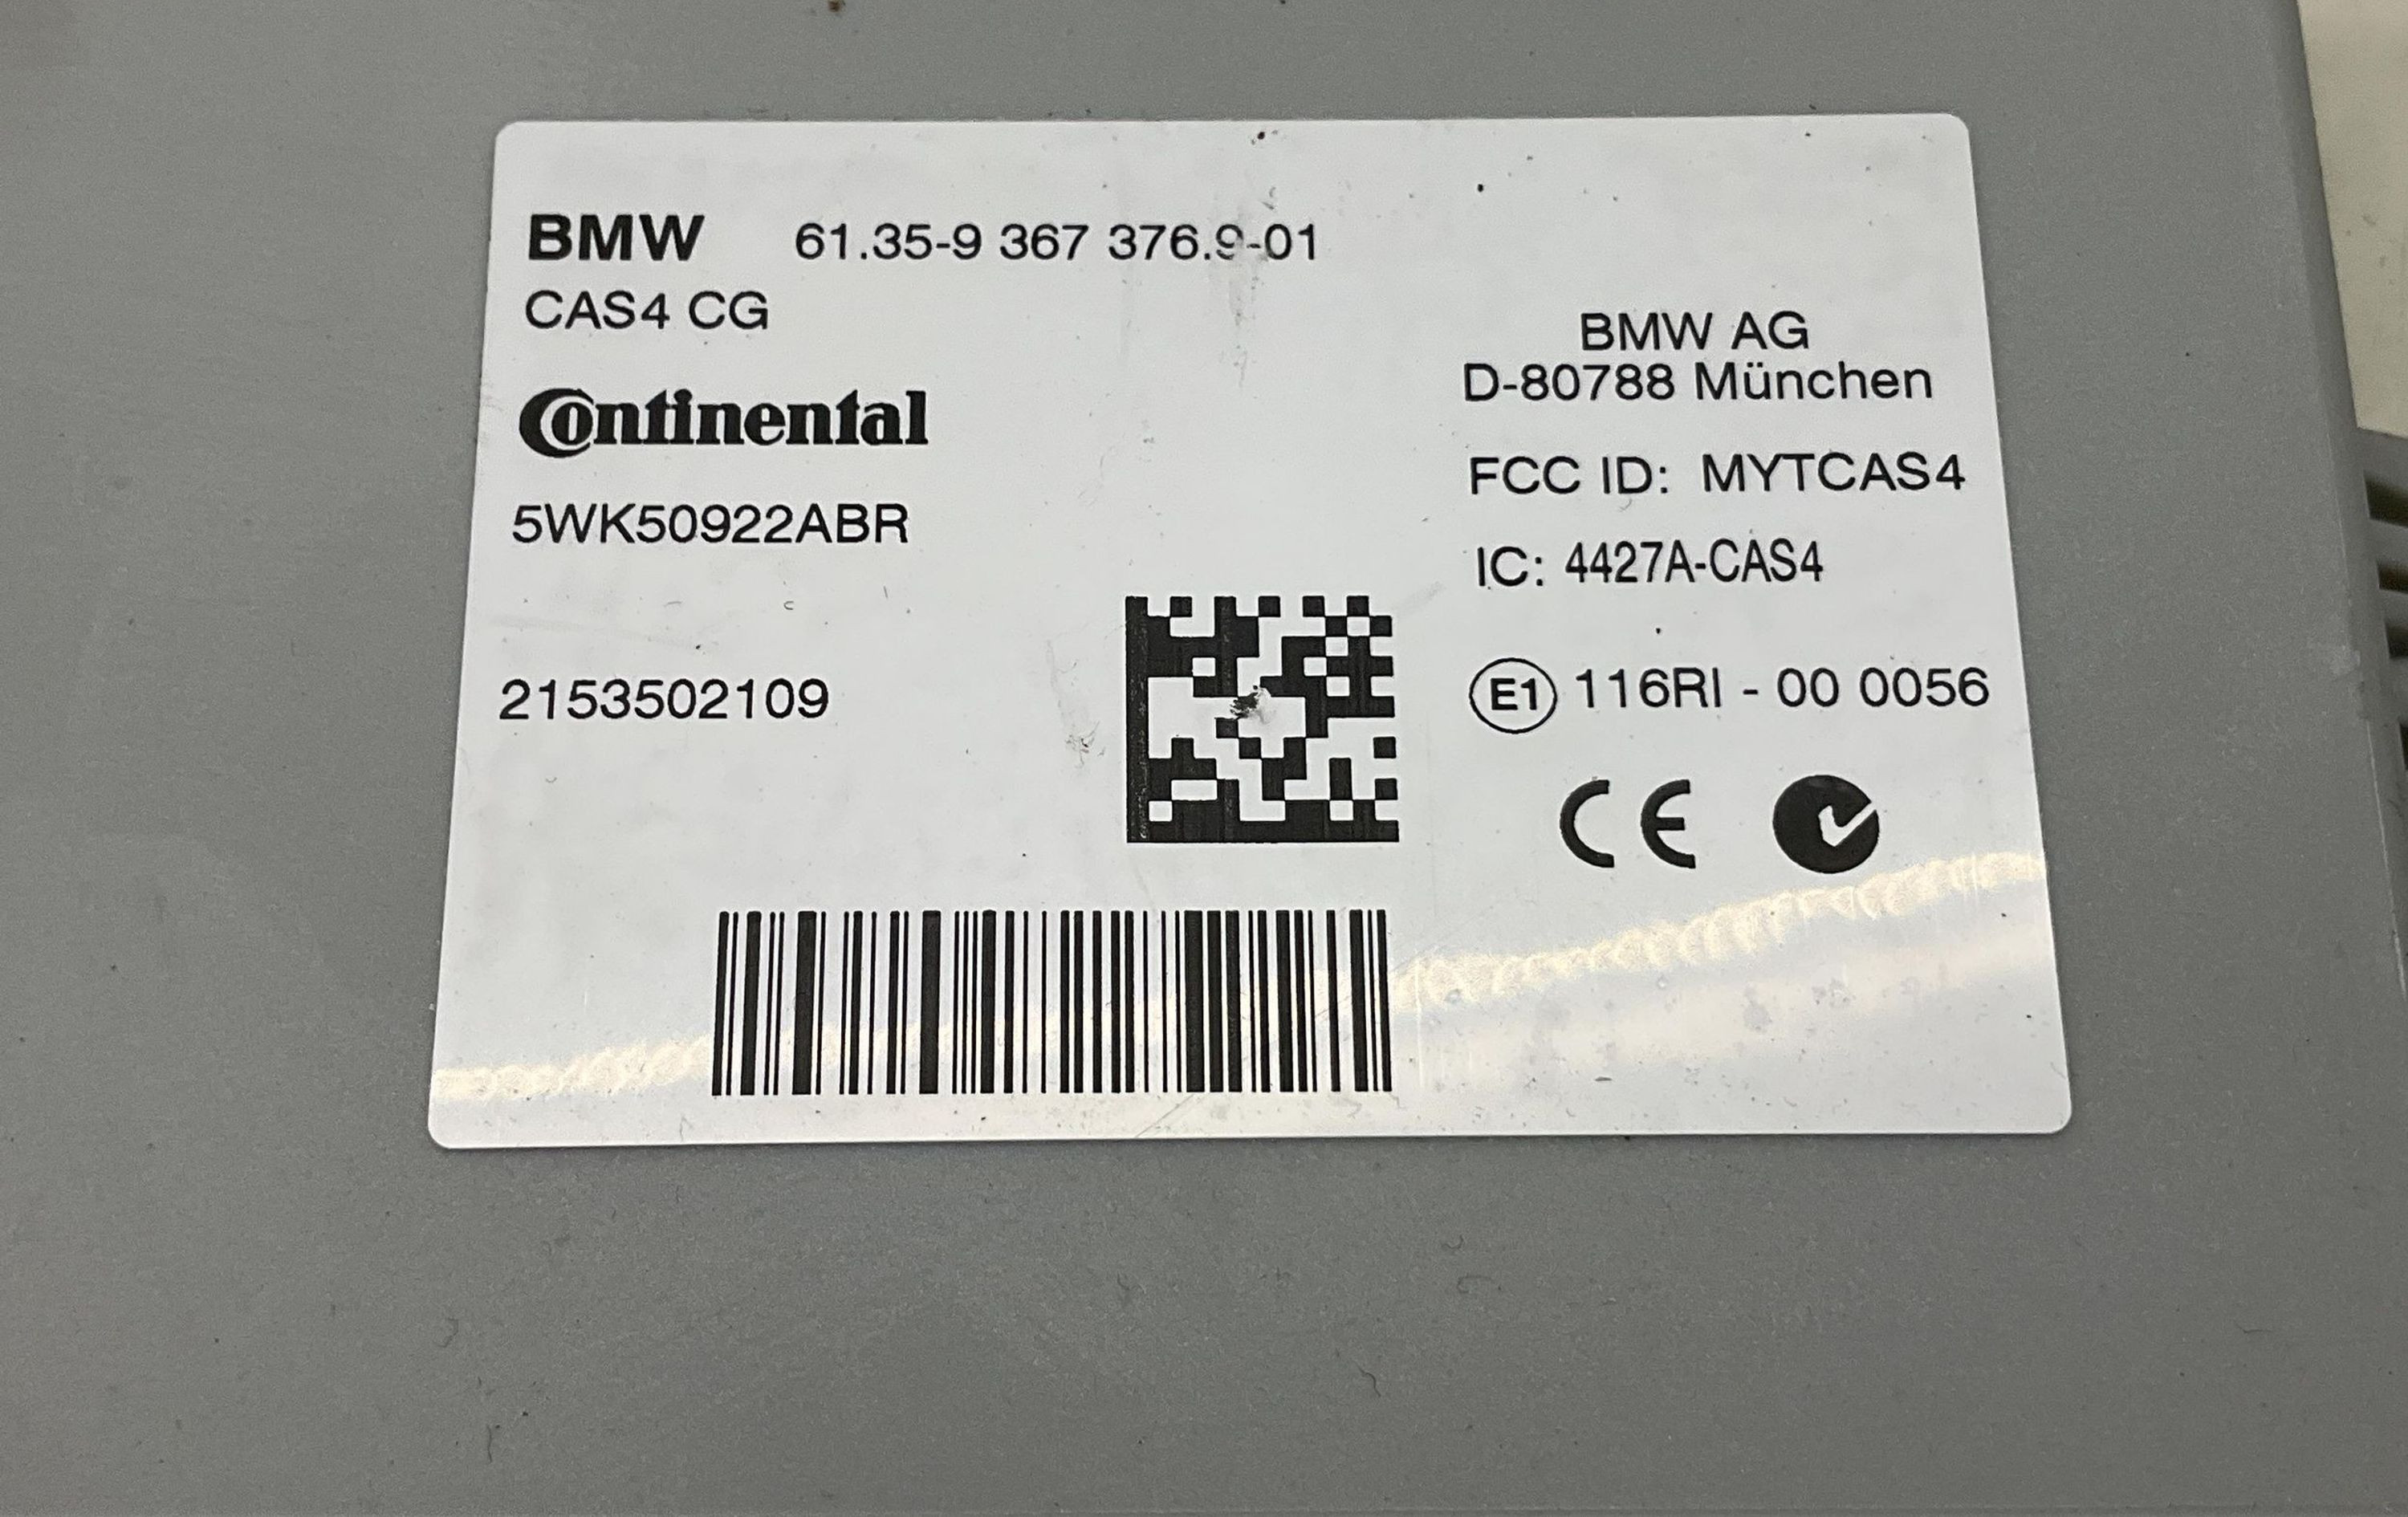 BMW 61.35-9 367 376.9-01
CAS4 CG
Continental
5WK50922ABR
2153502109
BMW AG
D-80788 München
FCC ID: MYTCAS4
IC: 4427A-CAS4
E1 116RI - 00 0056
CE